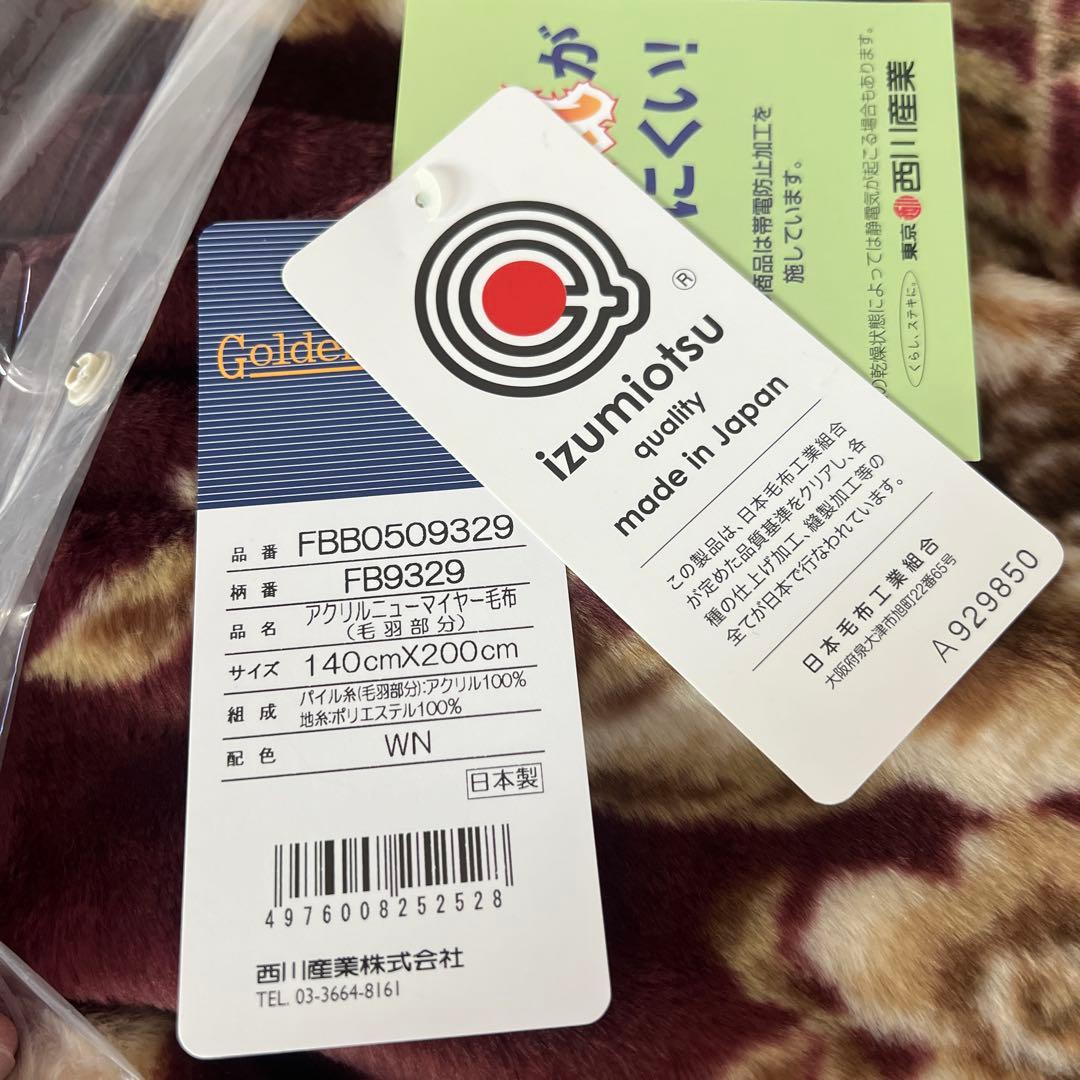 Golden
品番 FBB0509329
柄番 FB9329
品名 アクリルニューマイヤー毛布
(毛羽部分)
サイズ 140cmX200cm
組成 パイル糸(毛羽部分):アクリル100%
地糸:ポリエステル100%
配色 WN
日本製
4976008252528
西川産業株式会社
TEL. 03-3664-8161
®
izumiotsu
quality
made in Japan
この製品は、日本毛布工業組合
が定めた品質基準をクリアし、各
種の仕上げ加工、縫製加工等の
全てが日本で行なわれています。
日本毛布工業組合
大阪府泉大津市旭町22番65号
A 929850
が
にくい!
商品は帯電防止加工を
施しています。
の乾燥状態によっては静電気が起こる場合もあります。
くらし、ステキに。 東京 西川産業